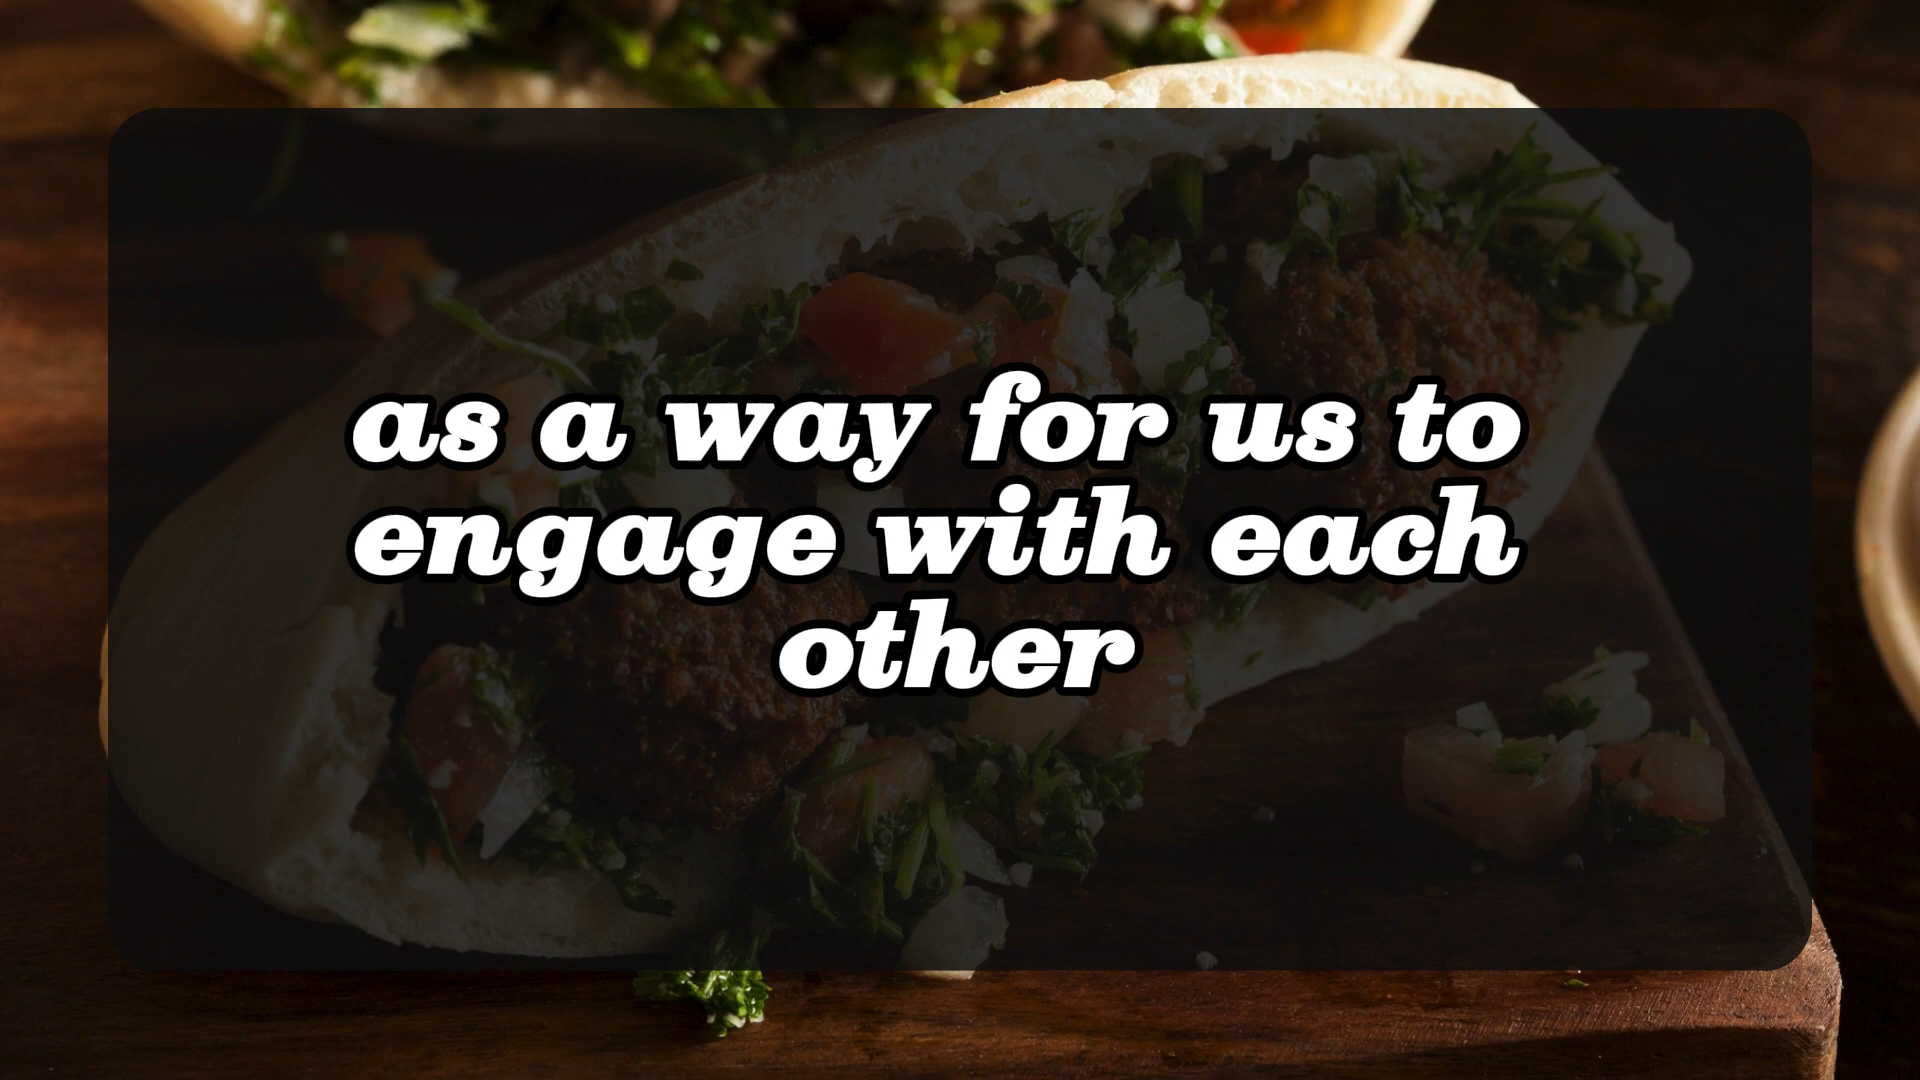 as a way for us to
engage with each
other